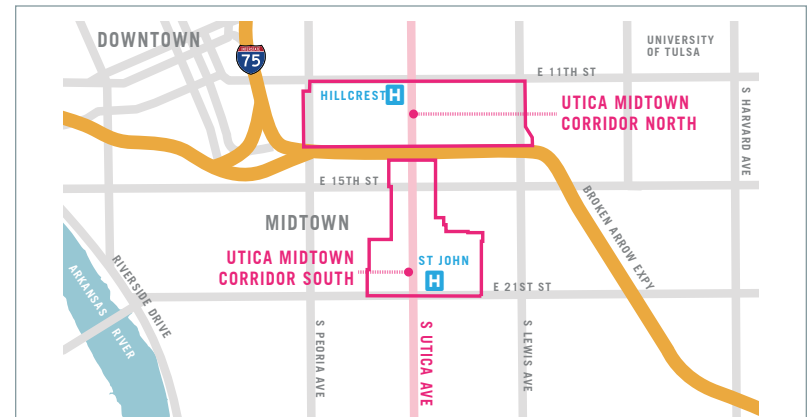 DOWNTOWN
INTERSTATE
75
UNIVERSITY
OF TULSA
E 11TH ST
HILLCREST H
UTICA MIDTOWN
CORRIDOR NORTH
S HARVARD AVE
E 15TH ST
BROKEN ARROW EXPY
MIDTOWN
UTICA MIDTOWN
CORRIDOR SOUTH
ST JOHN
H
E 21ST ST
RIVERSIDE DRIVE
ARKANSAS
RIVER
S PEORIA AVE
S UTICA AVE
S LEWIS AVE